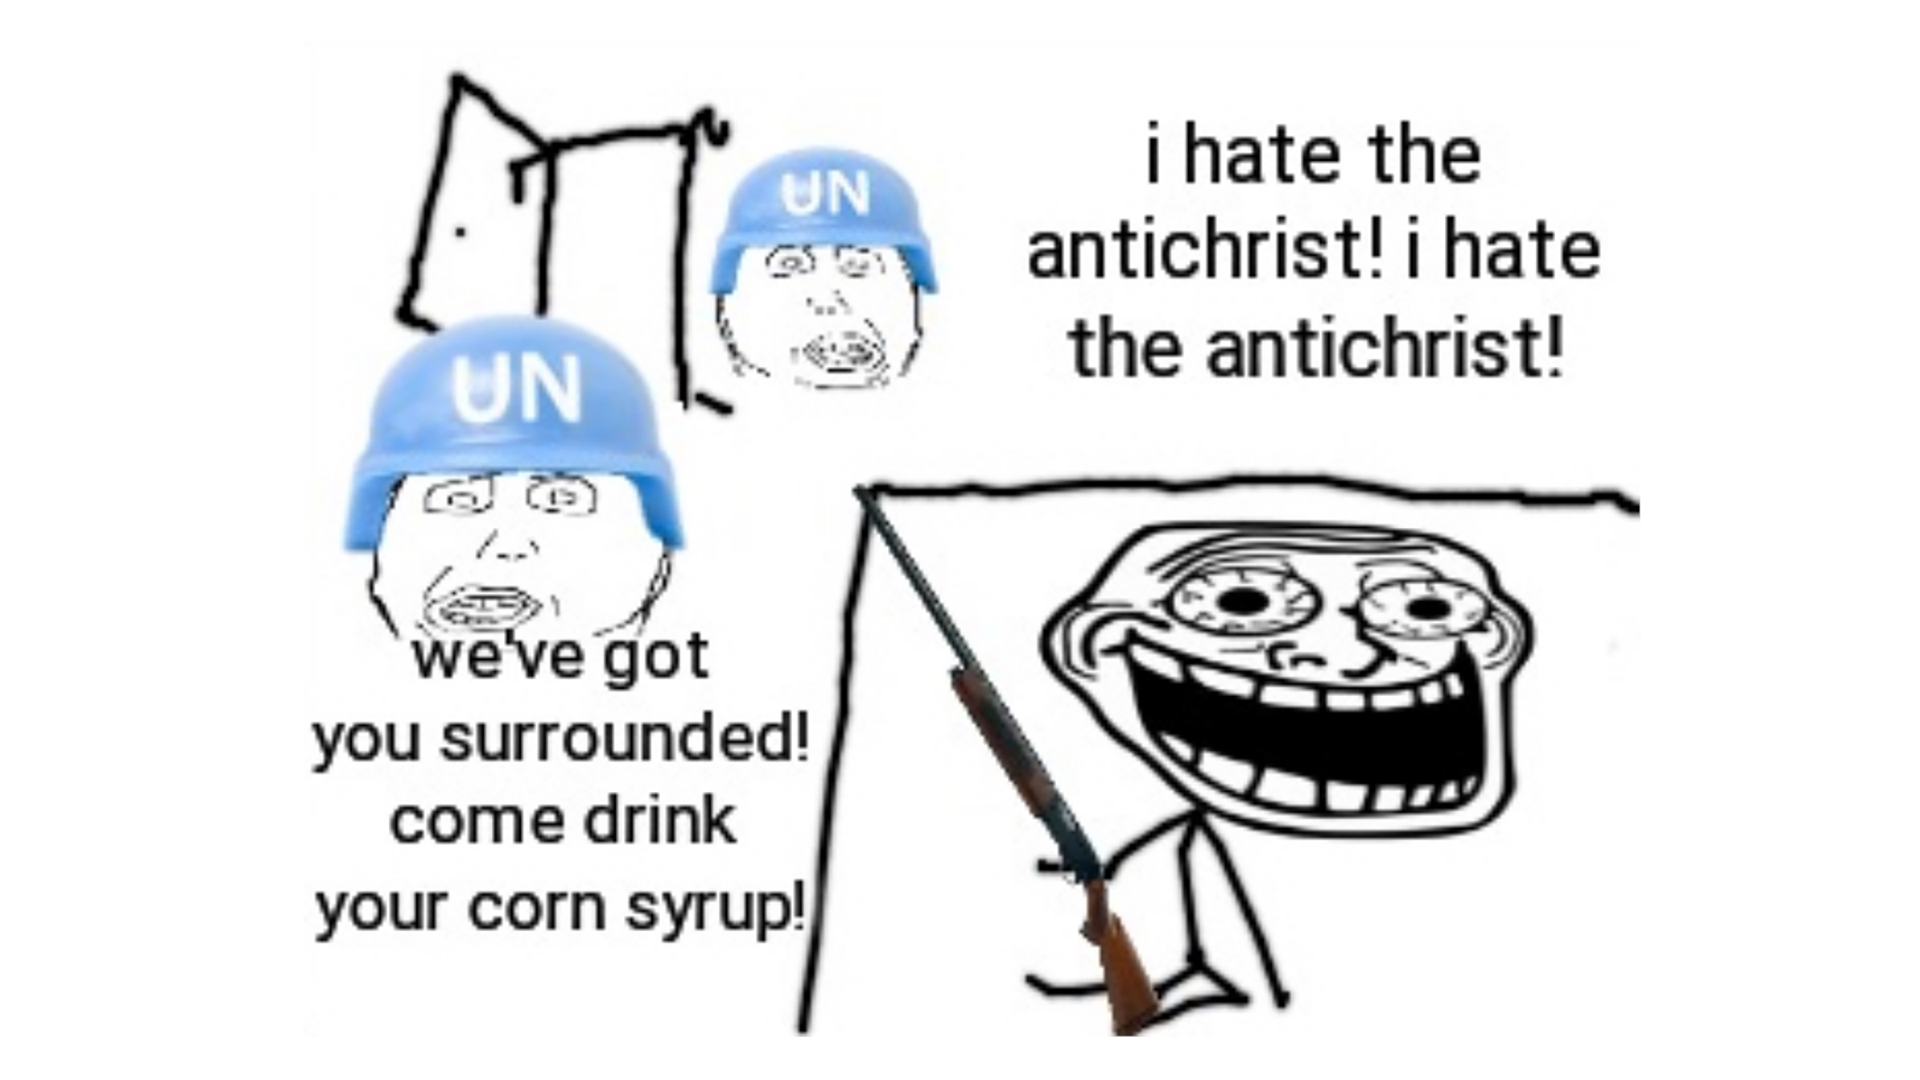 UN
i hate the
antichrist! i hate
the antichrist!
UN
we've got
you surrounded!
come drink
your corn syrup!